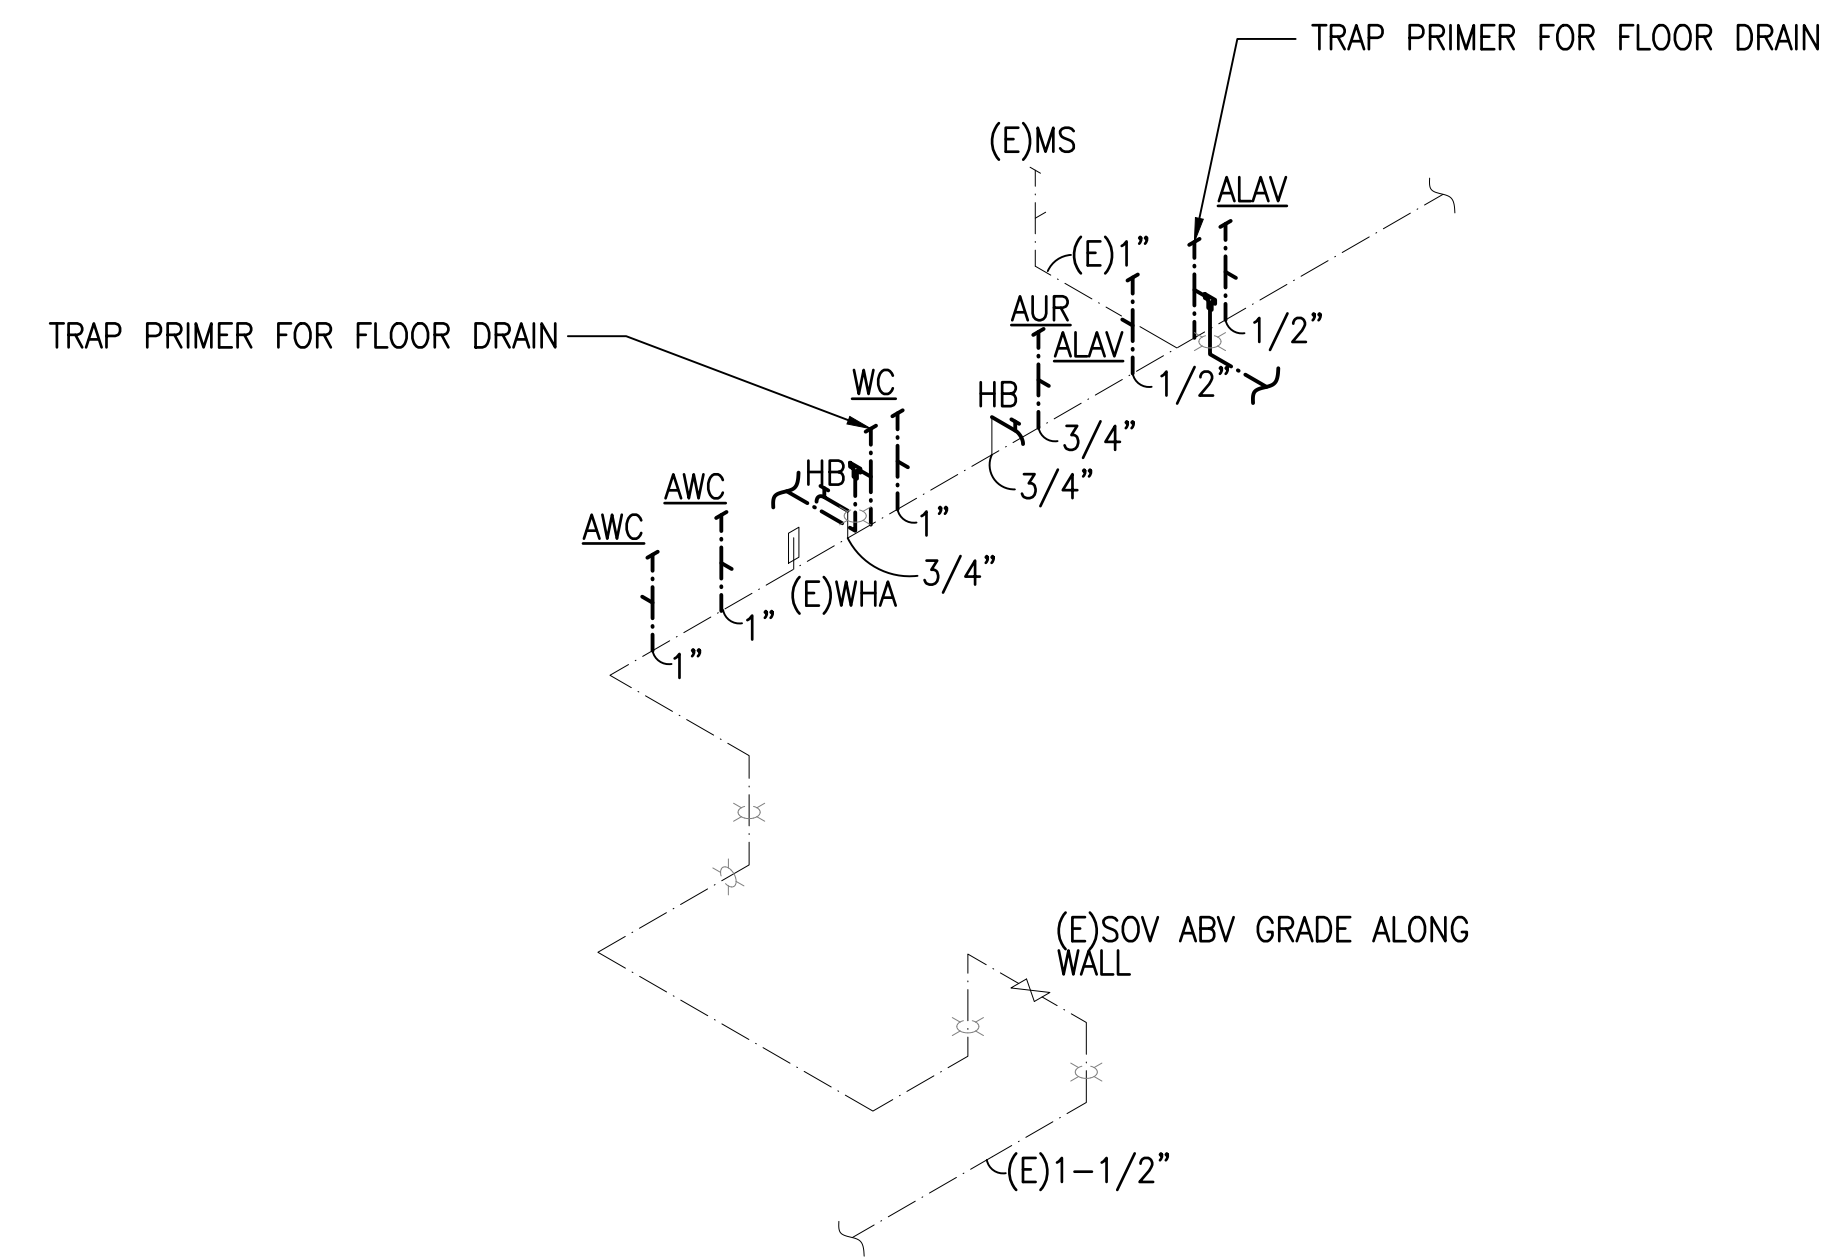 TRAP PRIMER FOR FLOOR DRAIN
(E)MS
ALAV
(E)1"
AUR
1/2"
TRAP PRIMER FOR FLOOR DRAIN
ALAV
WC
1/2"
HB
3/4"
HB
3/4"
AWC
1"
AWC
3/4"
(E)WHA
1"
1"
(E)SOV ABV GRADE ALONG
WALL
(E)1-1/2"